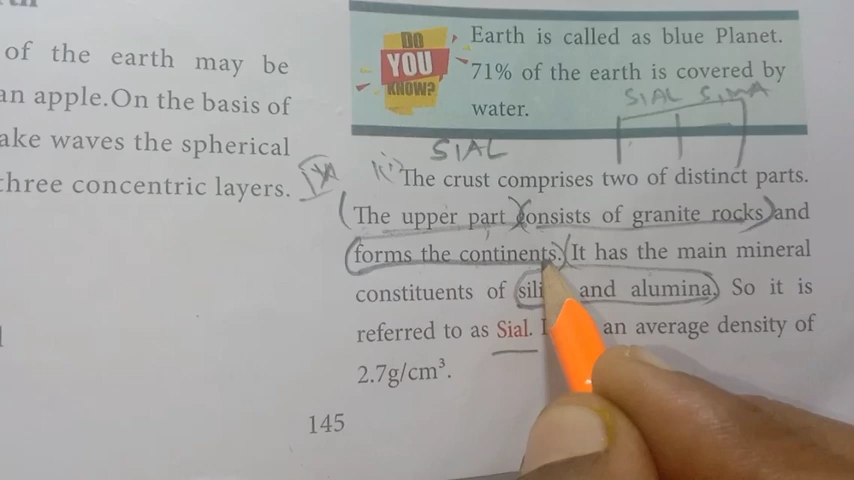 of the earth may be
an apple.On the basis of
ake waves the spherical
three concentric layers.
DO
YOU
KNOW?
Earth is called as blue Planet.
71% of the earth is covered by
water.
SIAL SIMA
SIAL
(i) The crust comprises two of distinct parts.
(The upper part consists of granite rocks) and
forms the continents. It has the main mineral
constituents of sili and alumina. So it is
referred to as Sial. I an average density of
2.7g/cm³.
145